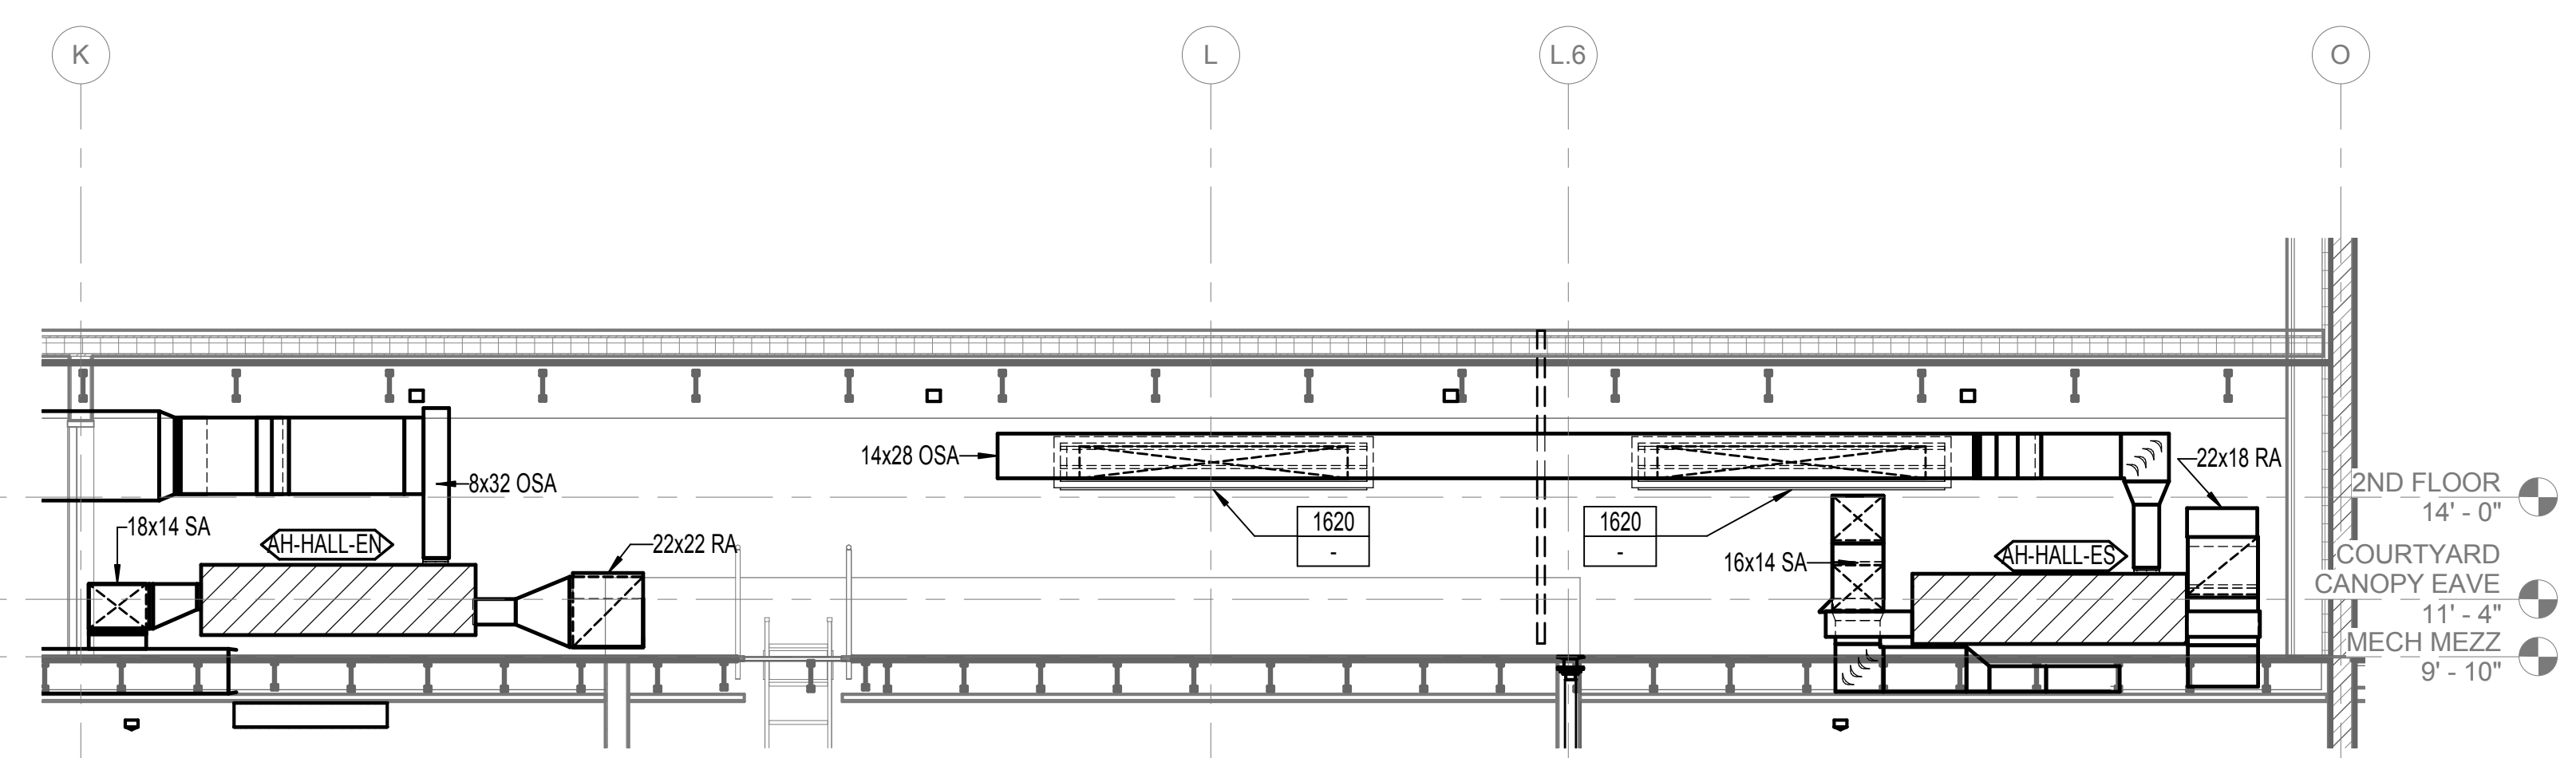 K
L
L.6
O
14x28 OSA
22x18 RA
8x32 OSA
2ND FLOOR
14' - 0"
18x14 SA
AH-HALL-EN
22x22 RA
1620
-
1620
-
16x14 SA
AH-HALL-ES
COURTYARD
CANOPY EAVE
11' - 4"
MECH MEZZ
9' - 10"